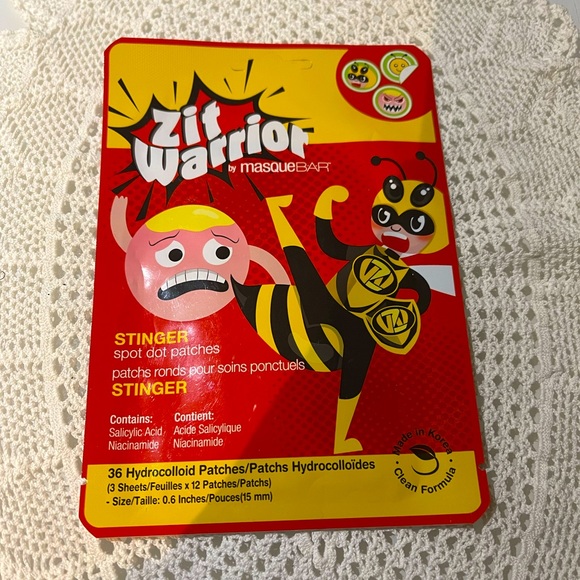 Zit
Warrior
by masqueBAR
STINGER
spot dot patches
patchs ronds pour soins ponctuels
STINGER
Contains:
Salicylic Acid
Niacinamide
Contient:
Acide Salicylique
Niacinamide
36 Hydrocolloid Patches/Patchs Hydrocolloïdes
(3 Sheets/Feuilles x 12 Patches/Patchs)
- Size/Taille: 0.6 Inches/Pouces(15 mm)
• Made in Korea •
Clean Formula